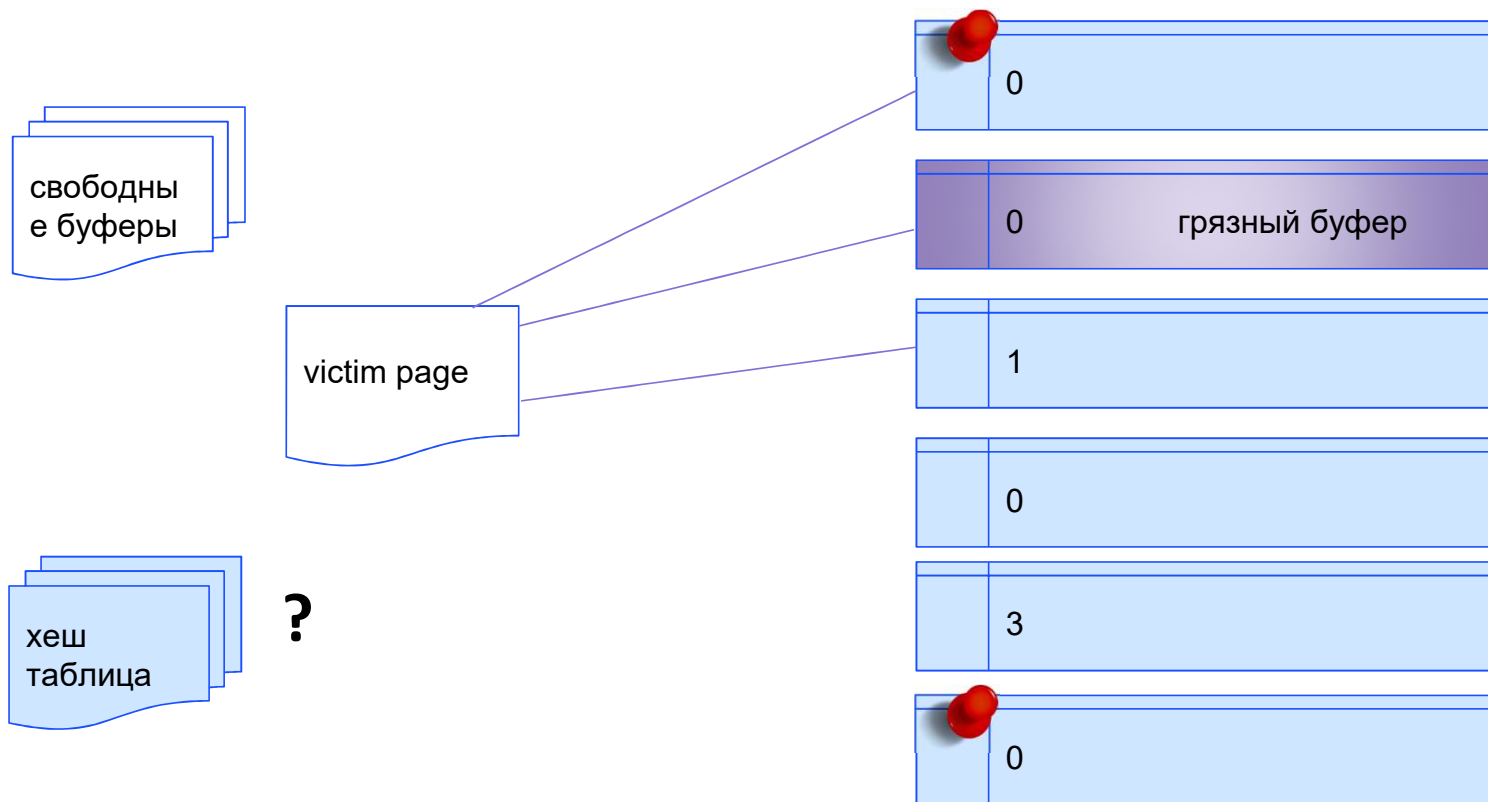 свободны
е буферы
victim page
хеш
таблица
?
0
0 грязный буфер
1
0
3
0